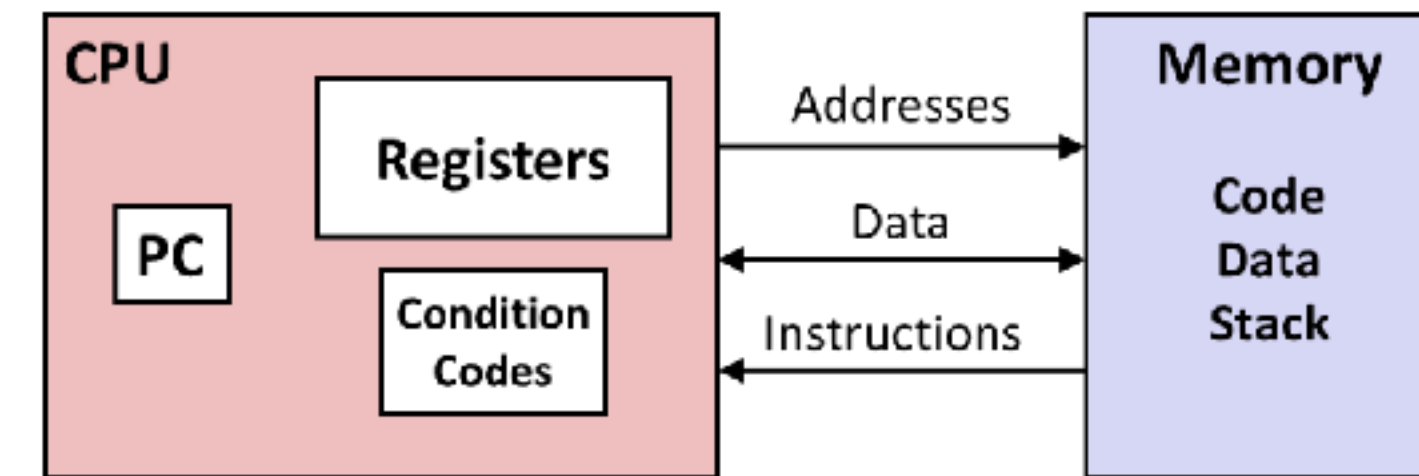 CPU
Registers
PC
Condition
Codes
Addresses
Data
Instructions
Memory
Code
Data
Stack